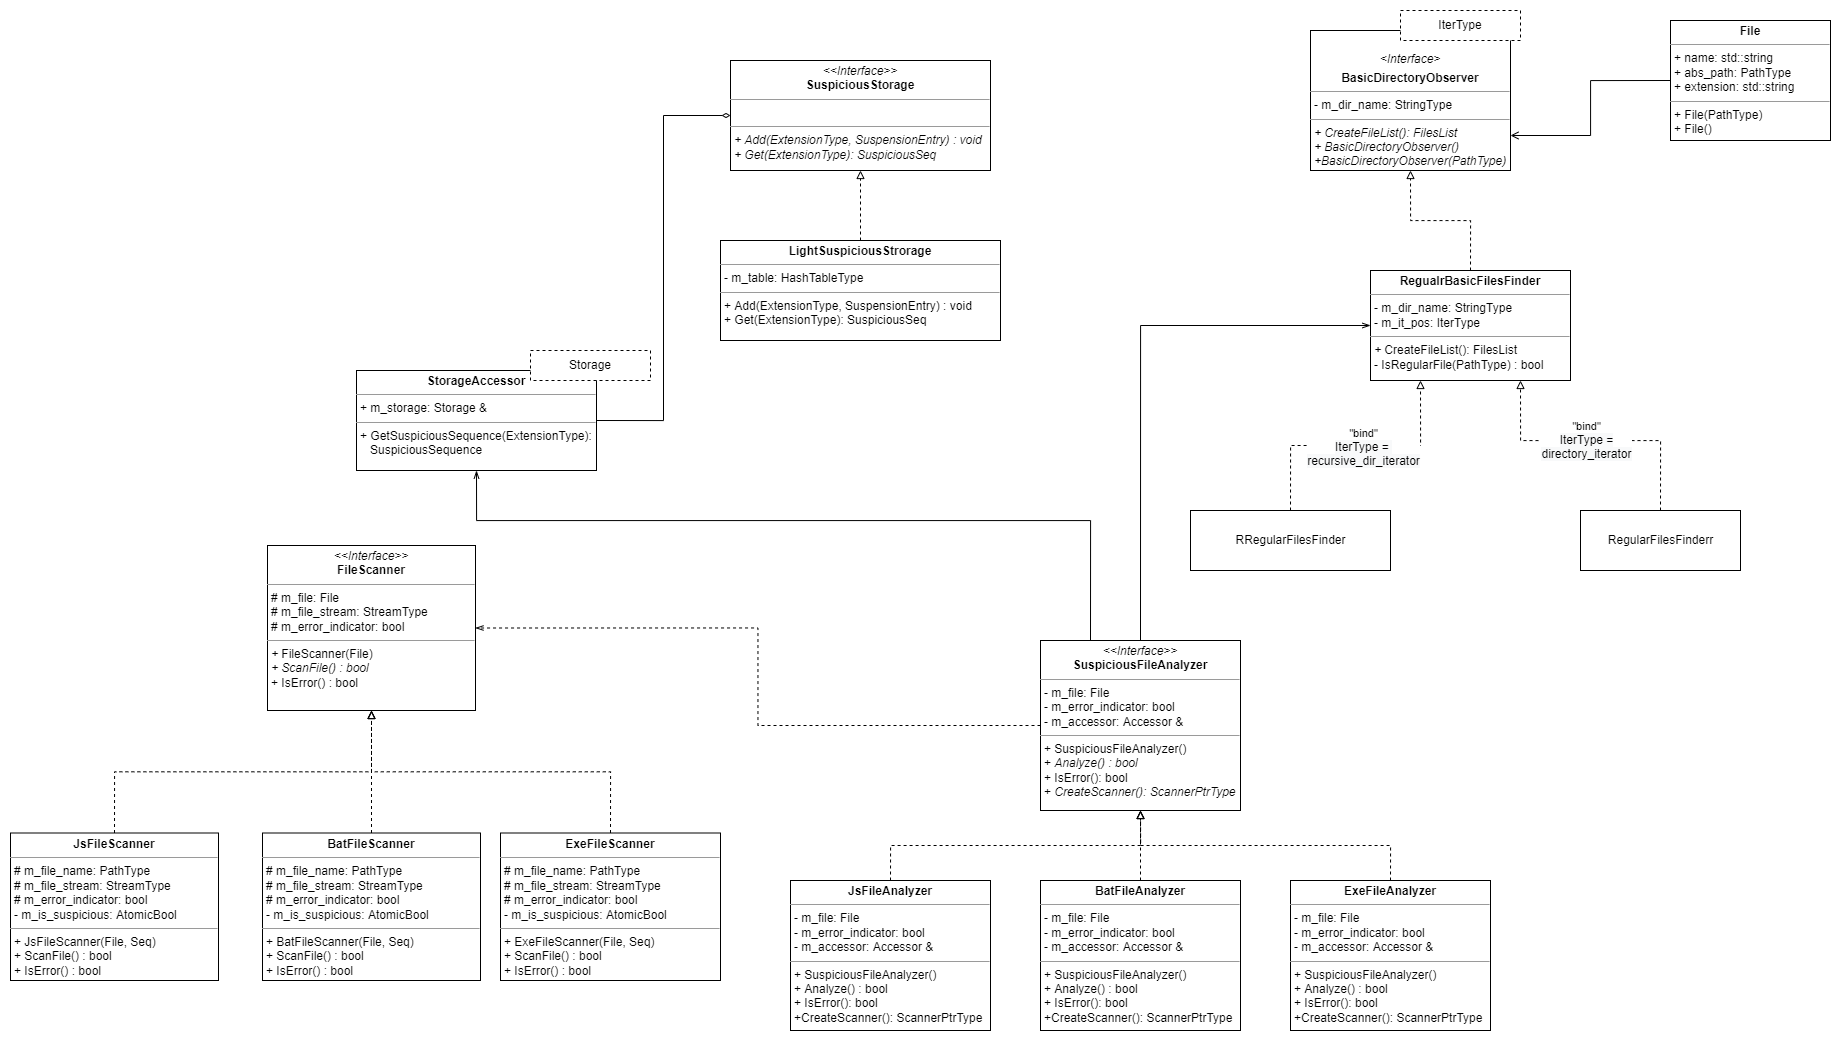 IterType
<Interface>
BasicDirectoryObserver
- m_dir_name: StringType
+ CreateFileList(): FilesList
+ BasicDirectoryObserver()
+BasicDirectoryObserver(PathType)
File
+ name: std::string
+ abs_path: PathType
+ extension: std::string
+ File(PathType)
+ File()
<<Interface>>
SuspiciousStorage
+ Add(ExtensionType, SuspensionEntry) : void
+ Get(ExtensionType): SuspiciousSeq
LightSuspiciousStrorage
- m_table: HashTableType
+ Add(ExtensionType, SuspensionEntry) : void
+ Get(ExtensionType): SuspiciousSeq
RegualrBasicFilesFinder
- m_dir_name: StringType
- m_it_pos: IterType
+ CreateFileList(): FilesList
- IsRegularFile(PathType) : bool
Storage
StorageAccessor
+ m_storage: Storage &
+ GetSuspiciousSequence(ExtensionType):
SuspiciousSequence
"bind"
IterType =
recursive_dir_iterator
"bind"
IterType =
directory_iterator
RRegularFilesFinder
RegularFilesFinderr
<<Interface>>
FileScanner
# m_file: File
# m_file_stream: StreamType
# m_error_indicator: bool
+ FileScanner(File)
+ ScanFile() : bool
+ IsError() : bool
<<Interface>>
SuspiciousFileAnalyzer
- m_file: File
- m_error_indicator: bool
- m_accessor: Accessor &
+ SuspiciousFileAnalyzer()
+ Analyze() : bool
+ IsError(): bool
+ CreateScanner(): ScannerPtrType
JsFileScanner
# m_file_name: PathType
# m_file_stream: StreamType
# m_error_indicator: bool
- m_is_suspicious: AtomicBool
+ JsFileScanner(File, Seq)
+ ScanFile() : bool
+ IsError() : bool
BatFileScanner
# m_file_name: PathType
# m_file_stream: StreamType
# m_error_indicator: bool
- m_is_suspicious: AtomicBool
+ BatFileScanner(File, Seq)
+ ScanFile() : bool
+ IsError() : bool
ExeFileScanner
# m_file_name: PathType
# m_file_stream: StreamType
# m_error_indicator: bool
- m_is_suspicious: AtomicBool
+ ExeFileScanner(File, Seq)
+ ScanFile() : bool
+ IsError() : bool
JsFileAnalyzer
- m_file: File
- m_error_indicator: bool
- m_accessor: Accessor &
+ SuspiciousFileAnalyzer()
+ Analyze() : bool
+ IsError(): bool
+CreateScanner(): ScannerPtrType
BatFileAnalyzer
- m_file: File
- m_error_indicator: bool
- m_accessor: Accessor &
+ SuspiciousFileAnalyzer()
+ Analyze() : bool
+ IsError(): bool
+CreateScanner(): ScannerPtrType
ExeFileAnalyzer
- m_file: File
- m_error_indicator: bool
- m_accessor: Accessor &
+ SuspiciousFileAnalyzer()
+ Analyze() : bool
+ IsError(): bool
+CreateScanner(): ScannerPtrType